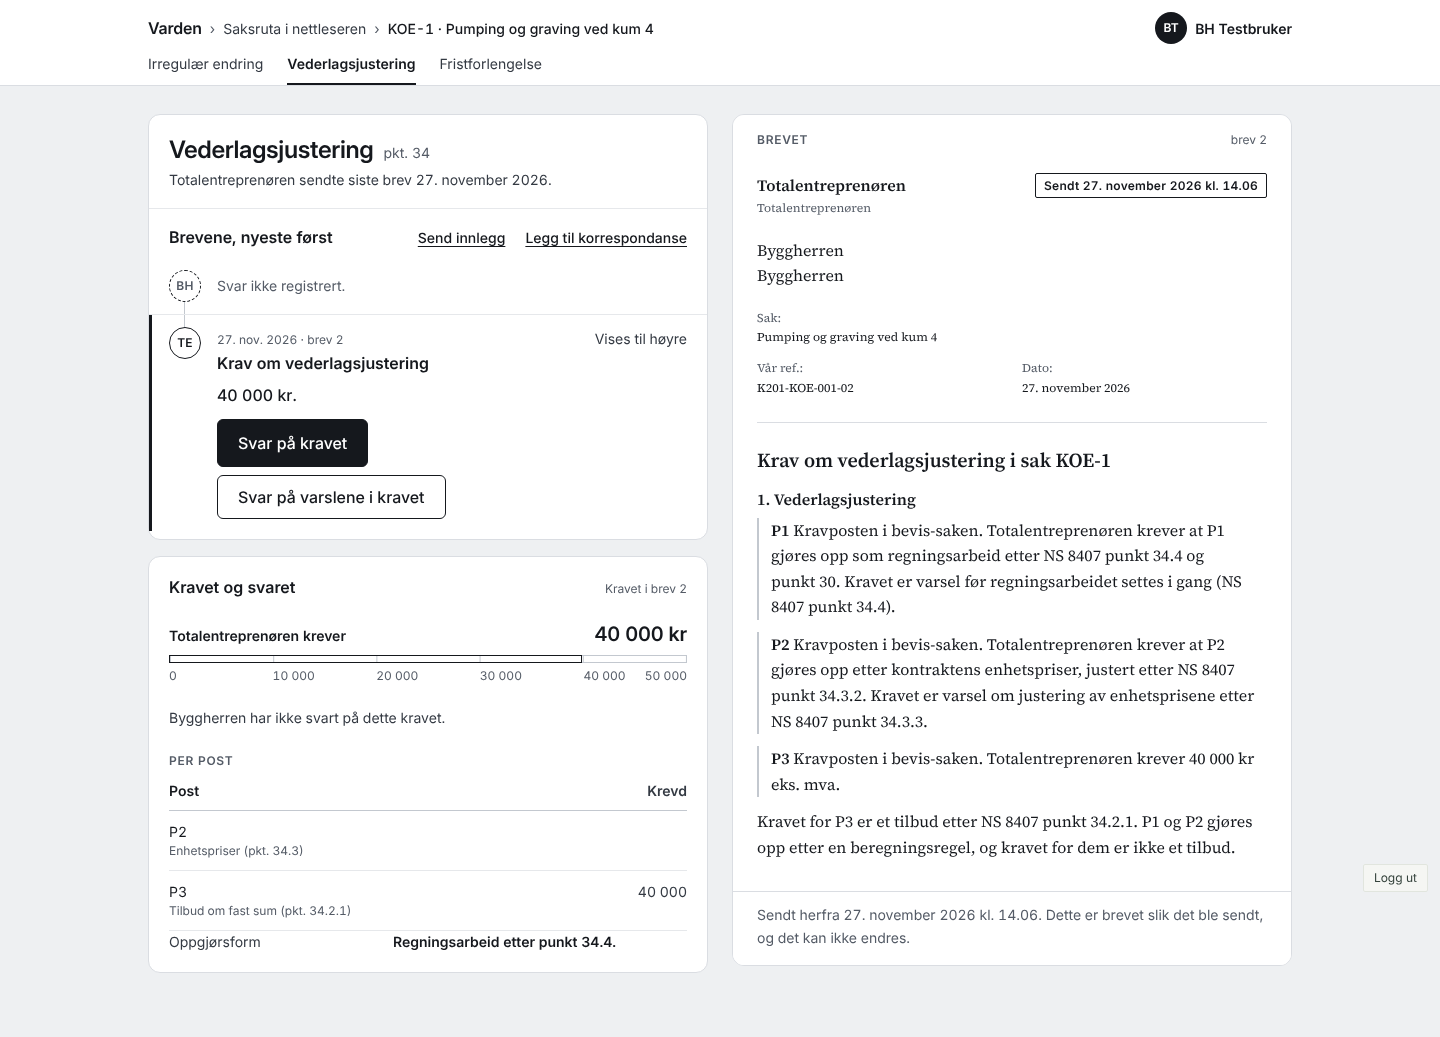 Varden › Saksruta i nettleseren › KOE-1 · Pumping og graving ved kum 4
BT BH Testbruker
Irregulær endring Vederlagsjustering Fristforlengelse
Vederlagsjustering pkt. 34
Totalentreprenøren sendte siste brev 27. november 2026.
Brevene, nyeste først Send innlegg Legg til korrespondanse
BH Svar ikke registrert.
TE 27. nov. 2026 · brev 2 Vises til høyre
Krav om vederlagsjustering
40 000 kr.
Svar på kravet
Svar på varslene i kravet
Kravet og svaret Kravet i brev 2
Totalentreprenøren krever 40 000 kr
0 10 000 20 000 30 000 40 000 50 000
Byggherren har ikke svart på dette kravet.
PER POST
Post Krevd
P2
Enhetspriser (pkt. 34.3)
P3 40 000
Tilbud om fast sum (pkt. 34.2.1)
Oppgjørsform Regningsarbeid etter punkt 34.4.
BREVET brev 2
Totalentreprenøren Sendt 27. november 2026 kl. 14.06
Totalentreprenøren
Byggherren
Byggherren
Sak:
Pumping og graving ved kum 4
Vår ref.: Dato:
K201-KOE-001-02 27. november 2026
Krav om vederlagsjustering i sak KOE-1
1. Vederlagsjustering
P1 Kravposten i bevis-saken. Totalentreprenøren krever at P1
gjøres opp som regningsarbeid etter NS 8407 punkt 34.4 og
punkt 30. Kravet er varsel før regningsarbeidet settes i gang (NS
8407 punkt 34.4).
P2 Kravposten i bevis-saken. Totalentreprenøren krever at P2
gjøres opp etter kontraktens enhetspriser, justert etter NS 8407
punkt 34.3.2. Kravet er varsel om justering av enhetsprisene etter
NS 8407 punkt 34.3.3.
P3 Kravposten i bevis-saken. Totalentreprenøren krever 40 000 kr
eks. mva.
Kravet for P3 er et tilbud etter NS 8407 punkt 34.2.1. P1 og P2 gjøres
opp etter en beregningsregel, og kravet for dem er ikke et tilbud.
Sendt herfra 27. november 2026 kl. 14.06. Dette er brevet slik det ble sendt,
og det kan ikke endres.
Logg ut